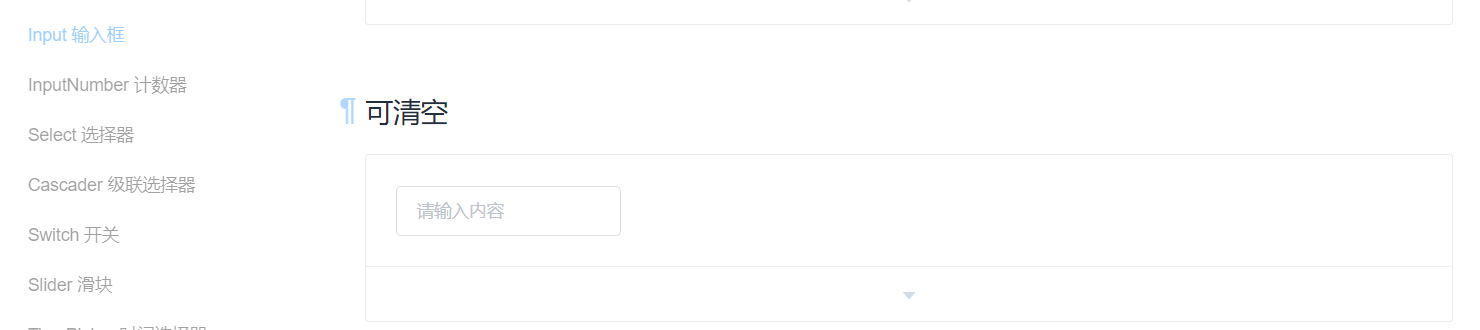 Input 输入框
InputNumber 计数器
Select 选择器
Cascader 级联选择器
Switch 开关
Slider 滑块
¶ 可清空
请输入内容